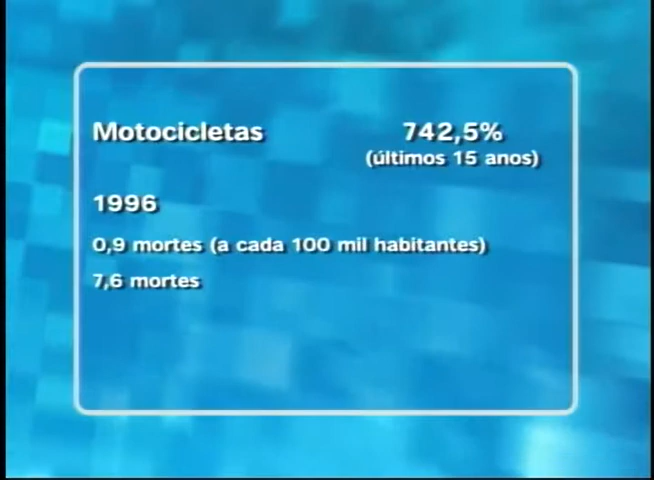 Motocicletas 742,5%
(últimos 15 anos)
1996
0,9 mortes (a cada 100 mil habitantes)
7,6 mortes